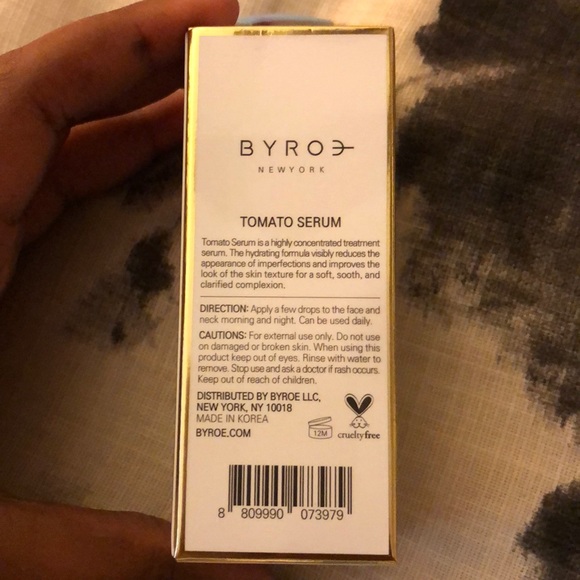 BYROE
NEWYORK
TOMATO SERUM
Tomato Serum is a highly concentrated treatment
serum. The hydrating formula visibly reduces the
appearance of imperfections and improves the
look of the skin texture for a soft, sooth, and
clarified complexion.
DIRECTION: Apply a few drops to the face and
neck morning and night. Can be used daily.
CAUTIONS: For external use only. Do not use
on damaged or broken skin. When using this
product keep out of eyes. Rinse with water to
remove. Stop use and ask a doctor if rash occurs.
Keep out of reach of children.
DISTRIBUTED BY BYROE LLC,
NEW YORK, NY 10018
MADE IN KOREA
BYROE.COM
12M
crueltyfree
8 809990 073979